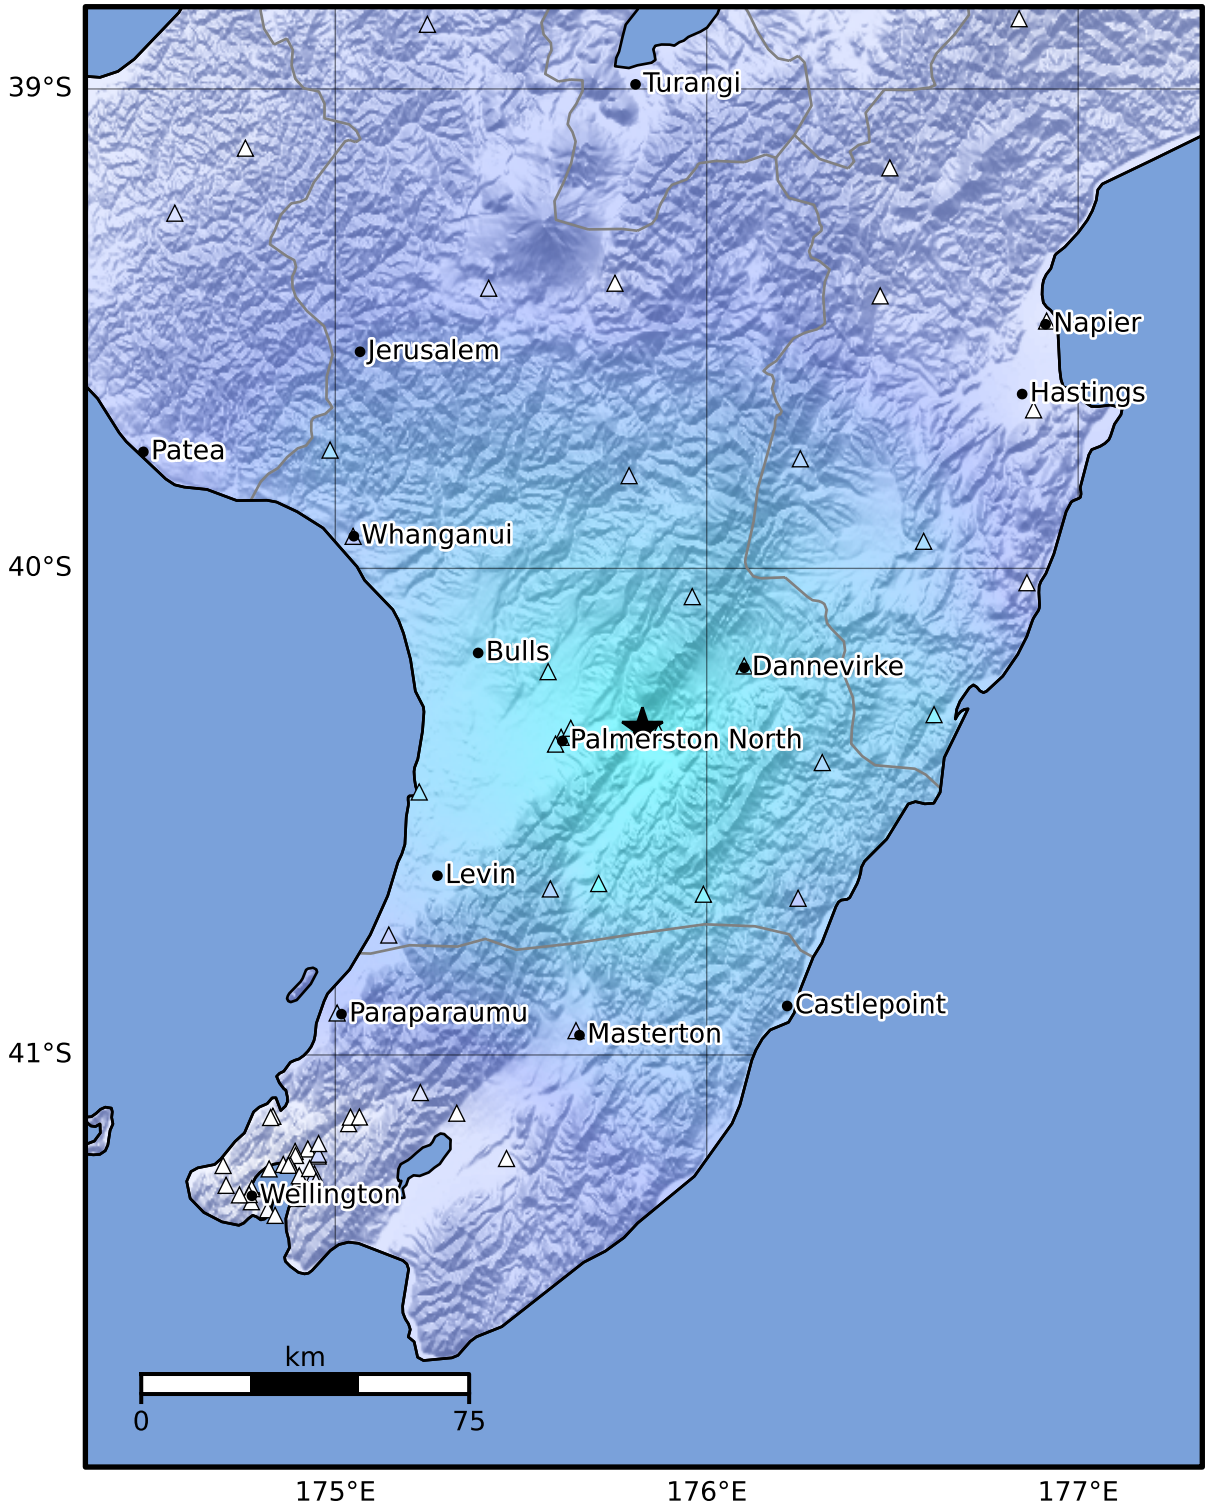 39°S
Turangi
Napier
Jerusalem
Hastings
Patea
Whanganui
40°S
Bulls
Dannevirke
Palmerston North
Levin
Castlepoint
Paraparaumu
Masterton
41°S
Wellington
km
0
75
175°E
176°E
177°E